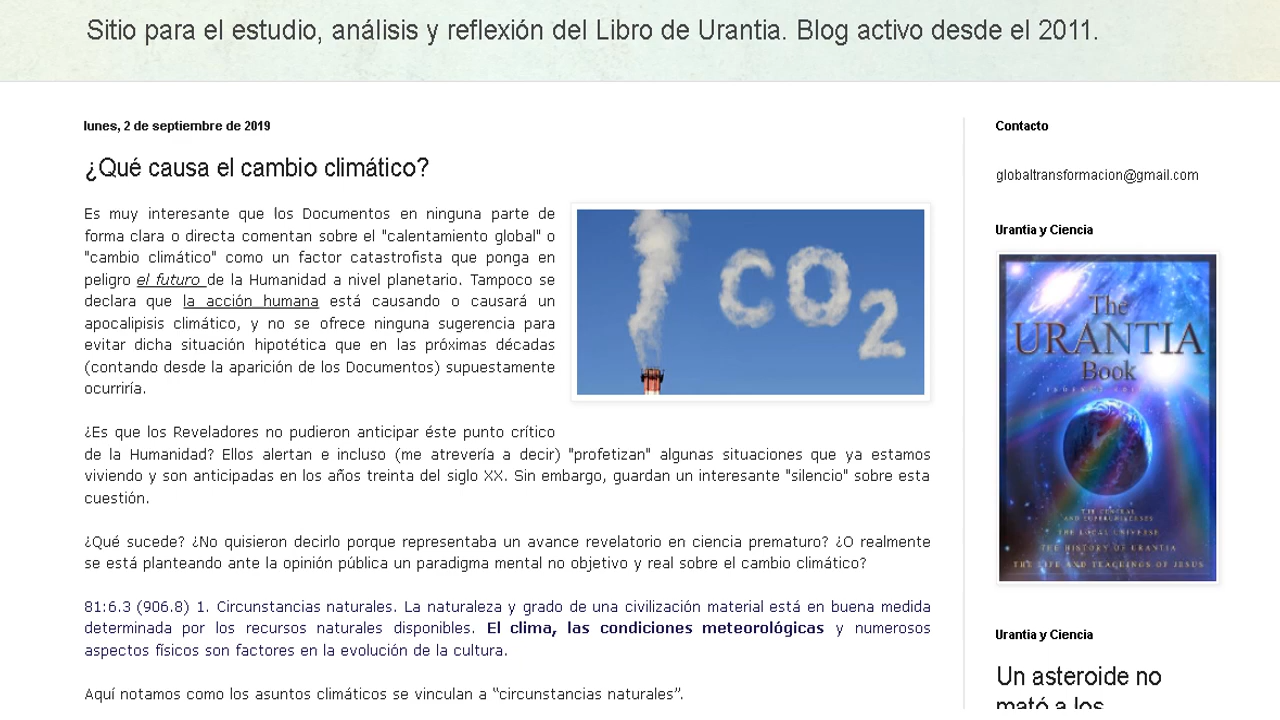 Sitio para el estudio, análisis y reflexión del Libro de Urantia. Blog activo desde el 2011.
lunes, 2 de septiembre de 2019
¿Qué causa el cambio climático?
Es muy interesante que los Documentos en ninguna parte de
forma clara o directa comentan sobre el "calentamiento global" o
"cambio climático" como un factor catastrofista que ponga en
peligro el futuro de la Humanidad a nivel planetario. Tampoco se
declara que la acción humana está causando o causará un
apocalipisis climático, y no se ofrece ninguna sugerencia para
evitar dicha situación hipotética que en las próximas décadas
(contando desde la aparición de los Documentos) supuestamente
ocurriría.
CO2
¿Es que los Reveladores no pudieron anticipar éste punto crítico
de la Humanidad? Ellos alertan e incluso (me atrevería a decir) "profetizan" algunas situaciones que ya estamos
viviendo y son anticipadas en los años treinta del siglo XX. Sin embargo, guardan un interesante "silencio" sobre esta
cuestión.
¿Qué sucede? ¿No quisieron decirlo porque representaba un avance revelatorio en ciencia prematuro? ¿O realmente
se está planteando ante la opinión pública un paradigma mental no objetivo y real sobre el cambio climático?
81:6.3 (906.8) 1. Circunstancias naturales. La naturaleza y grado de una civilización material está en buena medida
determinada por los recursos naturales disponibles. El clima, las condiciones meteorológicas y numerosos
aspectos físicos son factores en la evolución de la cultura.
Aquí notamos como los asuntos climáticos se vinculan a “circunstancias naturales”.
Contacto
globaltransformacion@gmail.com
Urantia y Ciencia
The
URANTIA
Book
THE CENTRAL
AND SUPERUNIVERSES
THE LOCAL UNIVERSE
THE HISTORY OF URANTIA
THE LIFE AND TEACHINGS OF JESUS
Urantia y Ciencia
Un asteroide no
mató a los